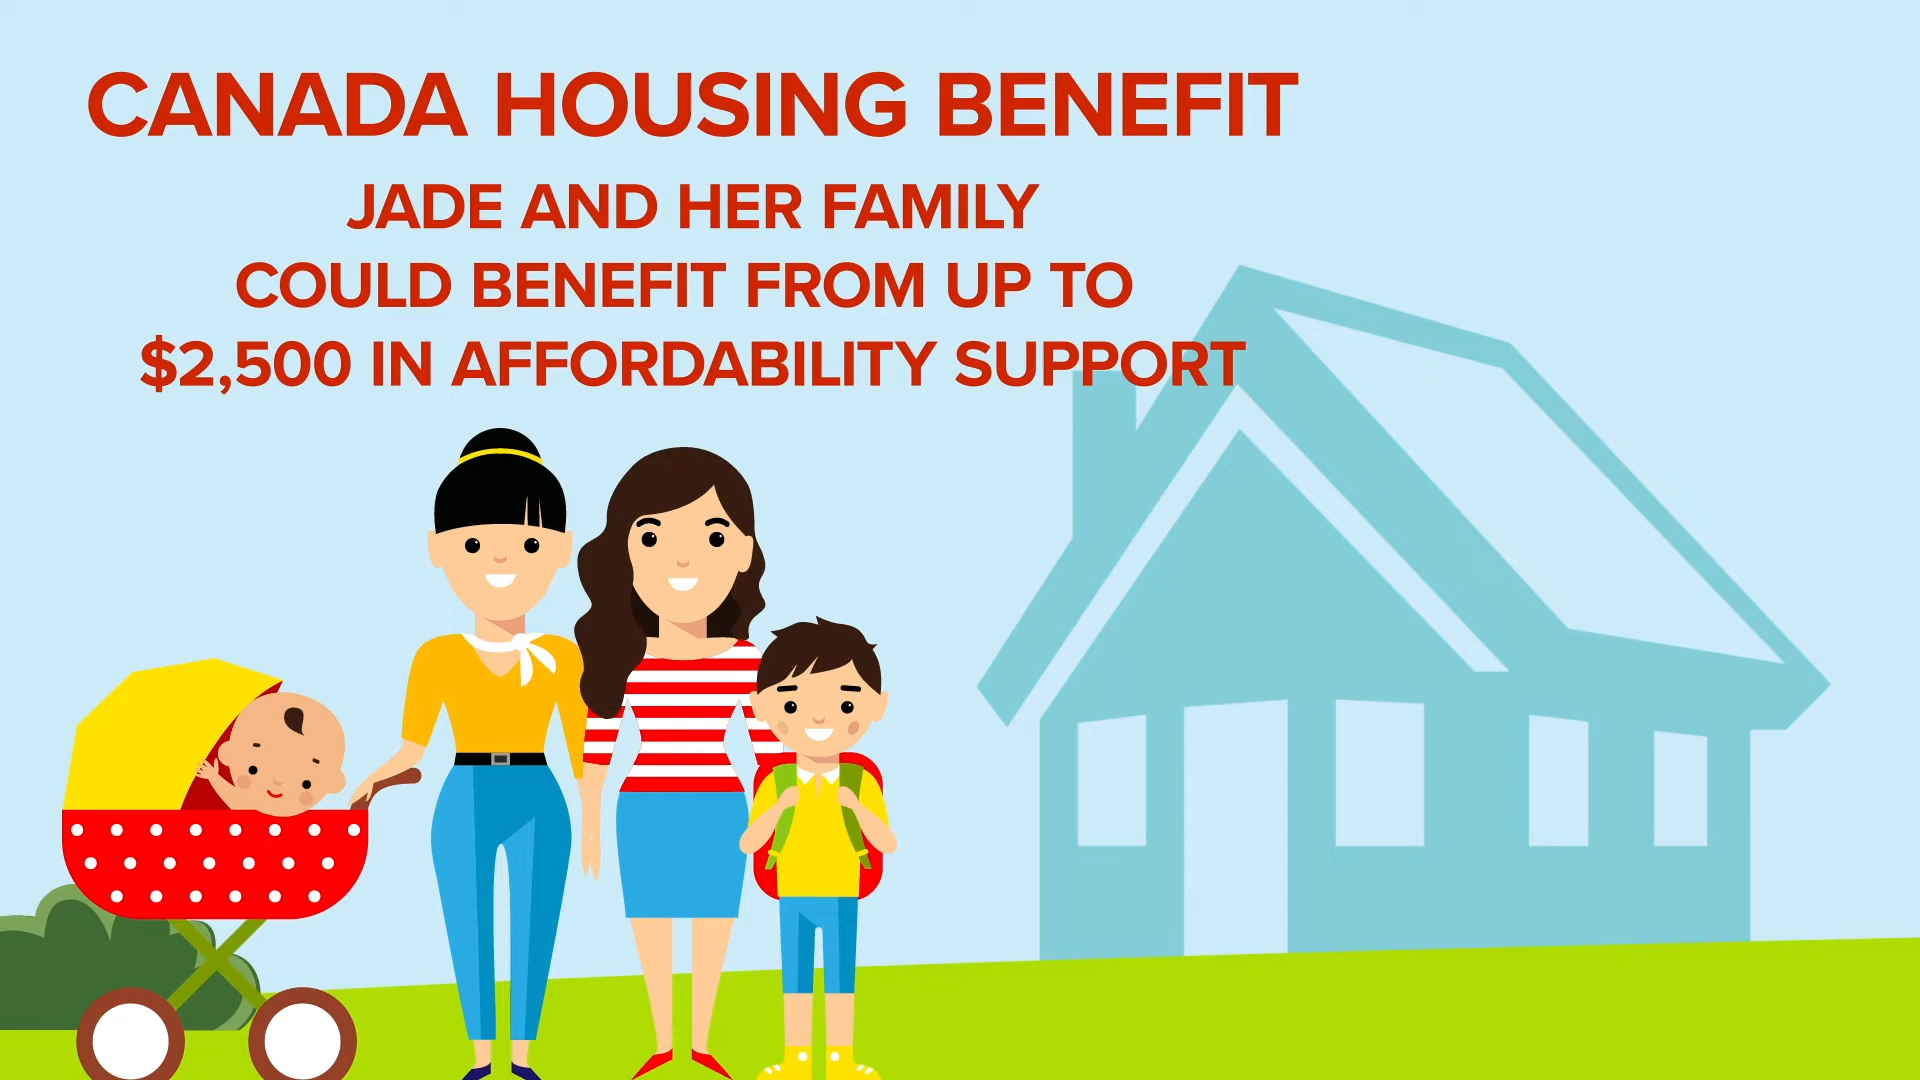 CANADA HOUSING BENEFIT
JADE AND HER FAMILY
COULD BENEFIT FROM UP TO
$2,500 IN AFFORDABILITY SUPPORT